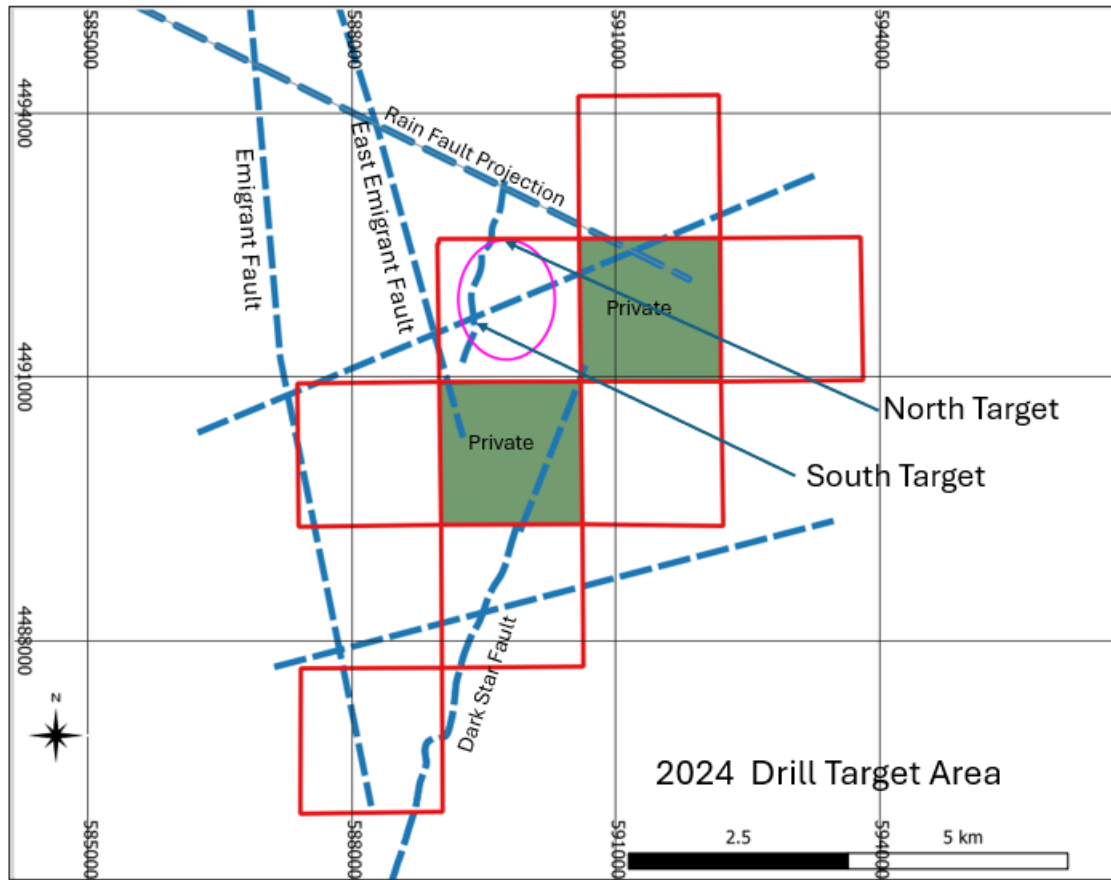 585000
588000
591000
594000
4494000
4491000
4488000
Rain Fault Projection
East Emigrant Fault
Emigrant Fault
Private
Private
North Target
South Target
Dark Star Fault
N
2024 Drill Target Area
2.5
5 km
585000
588000
591000
594000